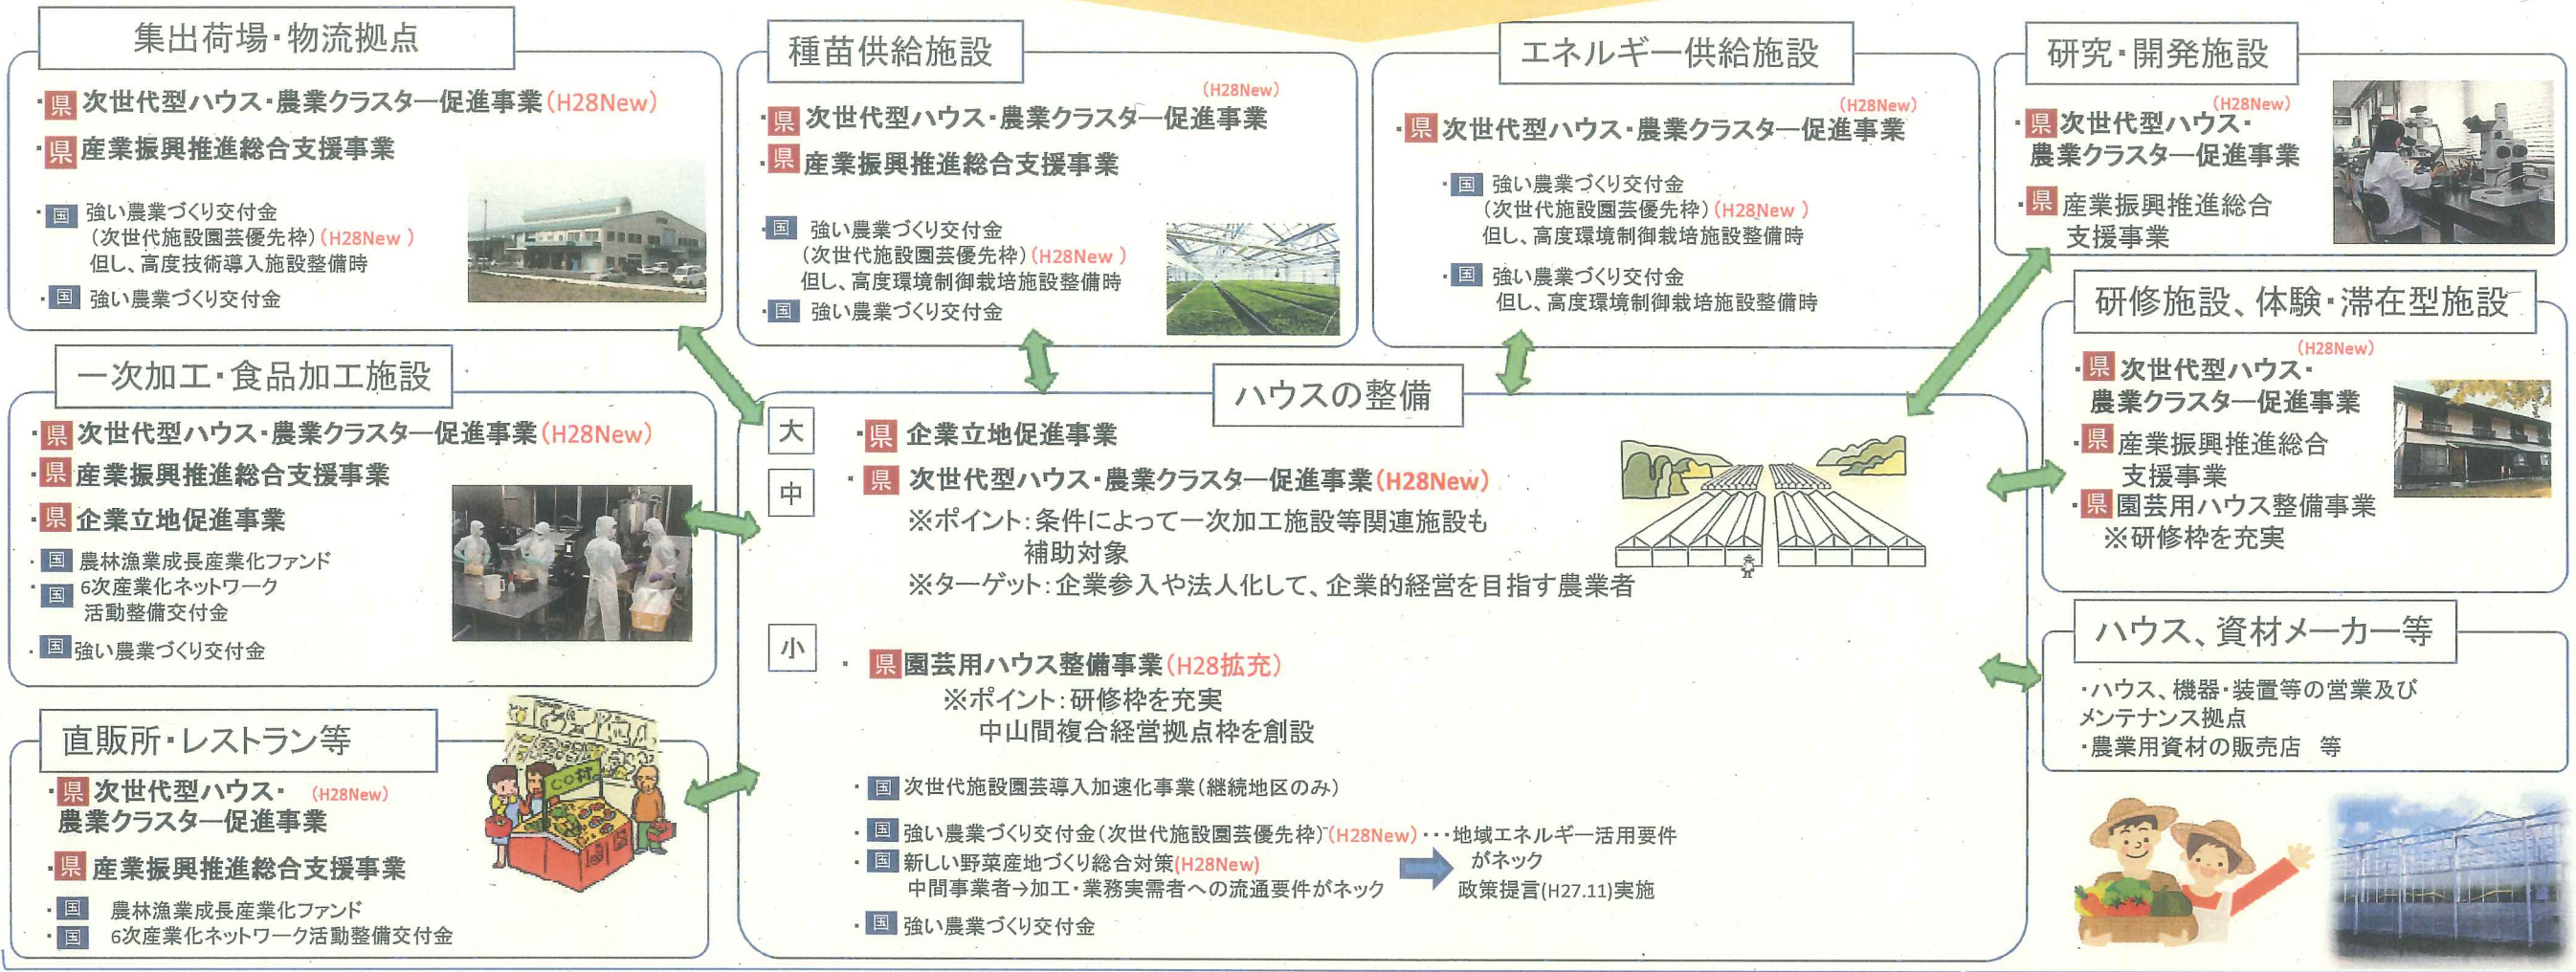 集出荷場・物流拠点
・県 次世代型ハウス・農業クラスター促進事業(H28New)
・県 産業振興推進総合支援事業
・国 強い農業づくり交付金
(次世代施設園芸優先枠)(H28New )
但し、高度技術導入施設整備時
・国 強い農業づくり交付金
種苗供給施設
(H28New)
・県 次世代型ハウス・農業クラスター促進事業
・県 産業振興推進総合支援事業
・国 強い農業づくり交付金
(次世代施設園芸優先枠)(H28New )
但し、高度環境制御栽培施設整備時
・国 強い農業づくり交付金
エネルギー供給施設
(H28New)
・県 次世代型ハウス・農業クラスター促進事業
・国 強い農業づくり交付金
(次世代施設園芸優先枠)(H28New )
但し、高度環境制御栽培施設整備時
・国 強い農業づくり交付金
但し、高度環境制御栽培施設整備時
研究・開発施設
(H28New)
・県 次世代型ハウス・
農業クラスター促進事業
・県 産業振興推進総合
支援事業
一次加工・食品加工施設
・県 次世代型ハウス・農業クラスター促進事業(H28New)
・県 産業振興推進総合支援事業
・県 企業立地促進事業
・国 農林漁業成長産業化ファンド
・国 6次産業化ネットワーク
活動整備交付金
・国 強い農業づくり交付金
直販所・レストラン等
・県 次世代型ハウス・ (H28New)
農業クラスター促進事業
・県 産業振興推進総合支援事業
・国 農林漁業成長産業化ファンド
・国 6次産業化ネットワーク活動整備交付金
ハウスの整備
大
・県 企業立地促進事業
中
・県 次世代型ハウス・農業クラスター促進事業(H28New)
※ポイント:条件によって一次加工施設等関連施設も
補助対象
※ターゲット:企業参入や法人化して、企業的経営を目指す農業者
小
・県 園芸用ハウス整備事業(H28拡充)
※ポイント:研修枠を充実
中山間複合経営拠点枠を創設
・国 次世代施設園芸導入加速化事業(継続地区のみ)
・国 強い農業づくり交付金(次世代施設園芸優先枠)(H28New)・・・地域エネルギー活用要件
がネック
・国 新しい野菜産地づくり総合対策(H28New)
中間事業者→加工・業務実需者への流通要件がネック
政策提言(H27.11)実施
・国 強い農業づくり交付金
研修施設、体験・滞在型施設
(H28New)
・県 次世代型ハウス・
農業クラスター促進事業
・県 産業振興推進総合
支援事業
・県 園芸用ハウス整備事業
※研修枠を充実
ハウス、資材メーカー等
・ハウス、機器・装置等の営業及び
メンテナンス拠点
・農業用資材の販売店 等